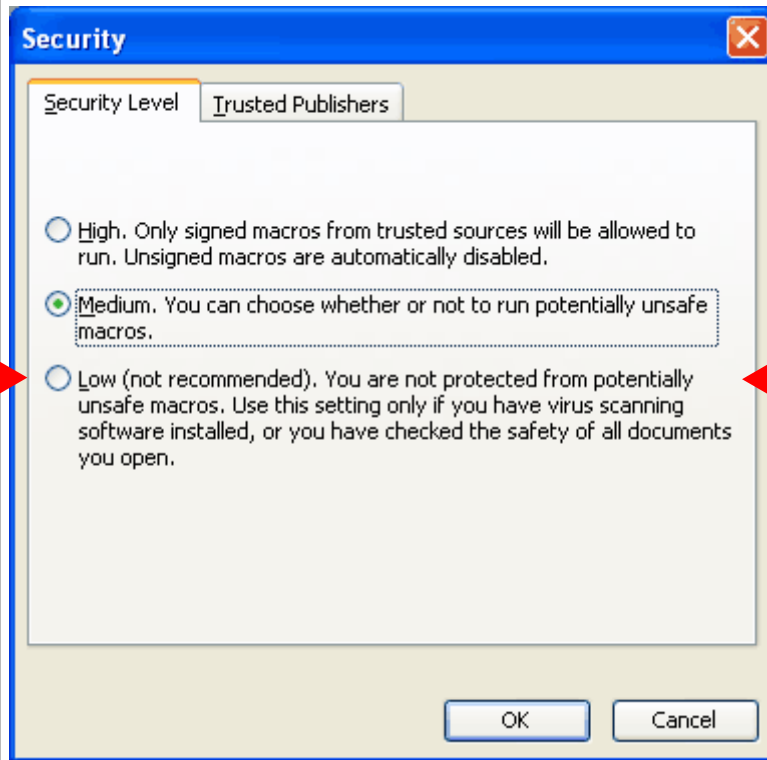 Security
Security Level Trusted Publishers
High. Only signed macros from trusted sources will be allowed to
run. Unsigned macros are automatically disabled.
Medium. You can choose whether or not to run potentially unsafe
macros.
Low (not recommended). You are not protected from potentially
unsafe macros. Use this setting only if you have virus scanning
software installed, or you have checked the safety of all documents
you open.
OK Cancel